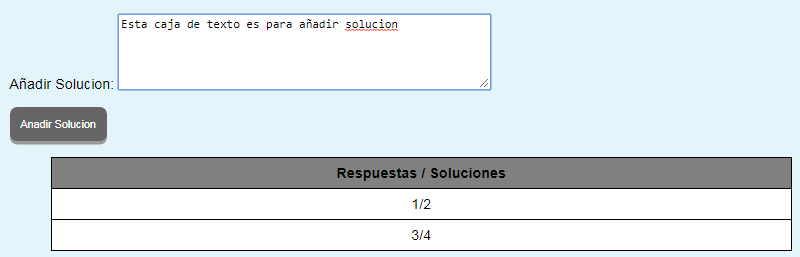 Esta caja de texto es para añadir solucion
Añadir Solucion:
Anadir Solucion
Respuestas / Soluciones
1/2
3/4